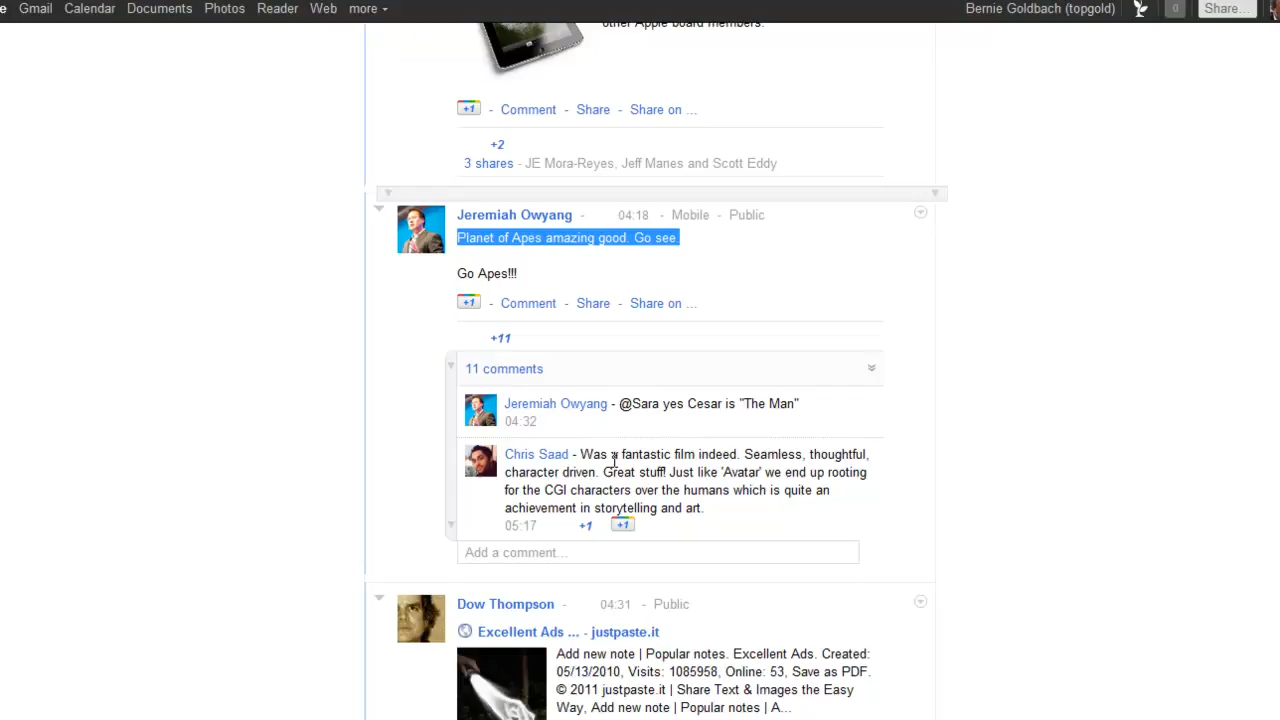 e Gmail Calendar Documents Photos Reader Web more Bernie Goldbach (topgold) 0 Share...
other Apple board members.
+1 - Comment - Share - Share on ...
+2
3 shares - JE Mora-Reyes, Jeff Manes and Scott Eddy
Jeremiah Owyang - 04:18 - Mobile - Public
Planet of Apes amazing good. Go see.
Go Apes!!!
+1 - Comment - Share - Share on ...
+11
11 comments
Jeremiah Owyang - @Sara yes Cesar is "The Man"
04:32
Chris Saad - Was a fantastic film indeed. Seamless, thoughtful,
character driven. Great stuff! Just like 'Avatar' we end up rooting
for the CGI characters over the humans which is quite an
achievement in storytelling and art.
05:17 +1 +1
Add a comment...
Dow Thompson - 04:31 - Public
Excellent Ads ... - justpaste.it
Add new note | Popular notes. Excellent Ads. Created:
05/13/2010, Visits: 1085958, Online: 53, Save as PDF.
© 2011 justpaste.it | Share Text & Images the Easy
Way, Add new note | Popular notes | A...